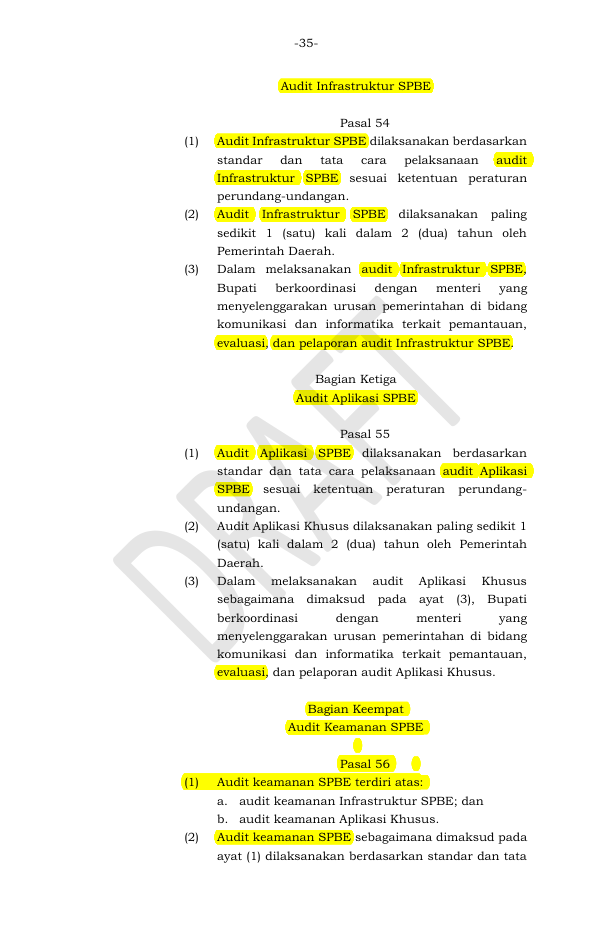 -35-
Audit Infrastruktur SPBE
Pasal 54
(1) Audit Infrastruktur SPBE dilaksanakan berdasarkan
standar dan tata cara pelaksanaan audit
Infrastruktur SPBE sesuai ketentuan peraturan
perundang-undangan.
(2) Audit Infrastruktur SPBE dilaksanakan paling
sedikit 1 (satu) kali dalam 2 (dua) tahun oleh
Pemerintah Daerah.
(3) Dalam melaksanakan audit Infrastruktur SPBE,
Bupati berkoordinasi dengan menteri yang
menyelenggarakan urusan pemerintahan di bidang
komunikasi dan informatika terkait pemantauan,
evaluasi, dan pelaporan audit Infrastruktur SPBE.
Bagian Ketiga
Audit Aplikasi SPBE
Pasal 55
(1) Audit Aplikasi SPBE dilaksanakan berdasarkan
standar dan tata cara pelaksanaan audit Aplikasi
SPBE sesuai ketentuan peraturan perundang-
undangan.
(2) Audit Aplikasi Khusus dilaksanakan paling sedikit 1
(satu) kali dalam 2 (dua) tahun oleh Pemerintah
Daerah.
(3) Dalam melaksanakan audit Aplikasi Khusus
sebagaimana dimaksud pada ayat (3), Bupati
berkoordinasi dengan menteri yang
menyelenggarakan urusan pemerintahan di bidang
komunikasi dan informatika terkait pemantauan,
evaluasi, dan pelaporan audit Aplikasi Khusus.
Bagian Keempat
Audit Keamanan SPBE
Pasal 56
(1) Audit keamanan SPBE terdiri atas:
a. audit keamanan Infrastruktur SPBE; dan
b. audit keamanan Aplikasi Khusus.
(2) Audit keamanan SPBE sebagaimana dimaksud pada
ayat (1) dilaksanakan berdasarkan standar dan tata
DRAFT